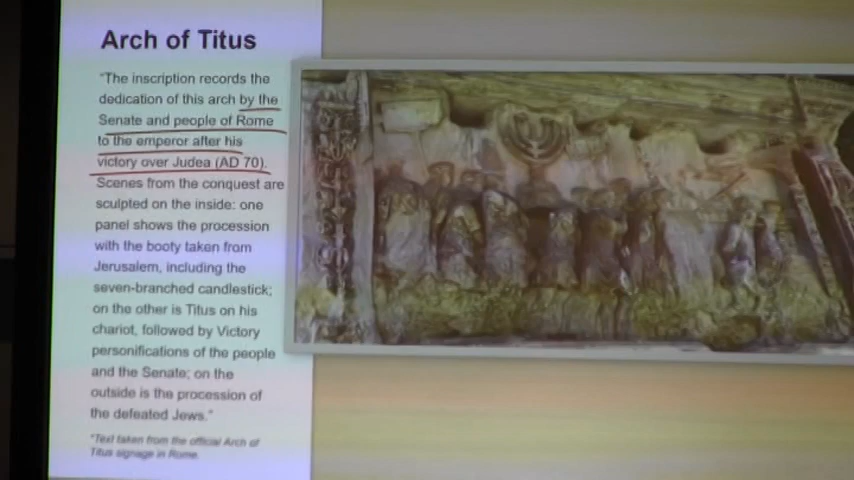 Arch of Titus
"The inscription records the
dedication of this arch by the
Senate and people of Rome
to the emperor after his
victory over Judea (AD 70).
Scenes from the conquest are
sculpted on the inside: one
panel shows the procession
with the booty taken from
Jerusalem, including the
seven-branched candlestick;
on the other is Titus on his
chariot, followed by Victory
personifications of the people
and the Senate; on the
outside is the procession of
the defeated Jews."
"Text taken from the official Arch of
Titus signage in Rome.